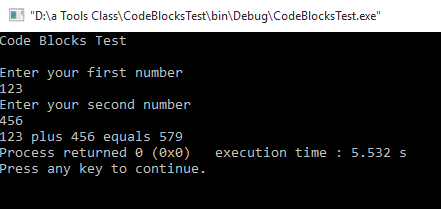 "D:\a Tools Class\CodeBlocksTest\bin\Debug\CodeBlocksTest.exe"
Code Blocks Test
Enter your first number
123
Enter your second number
456
123 plus 456 equals 579
Process returned 0 (0x0)   execution time : 5.532 s
Press any key to continue.